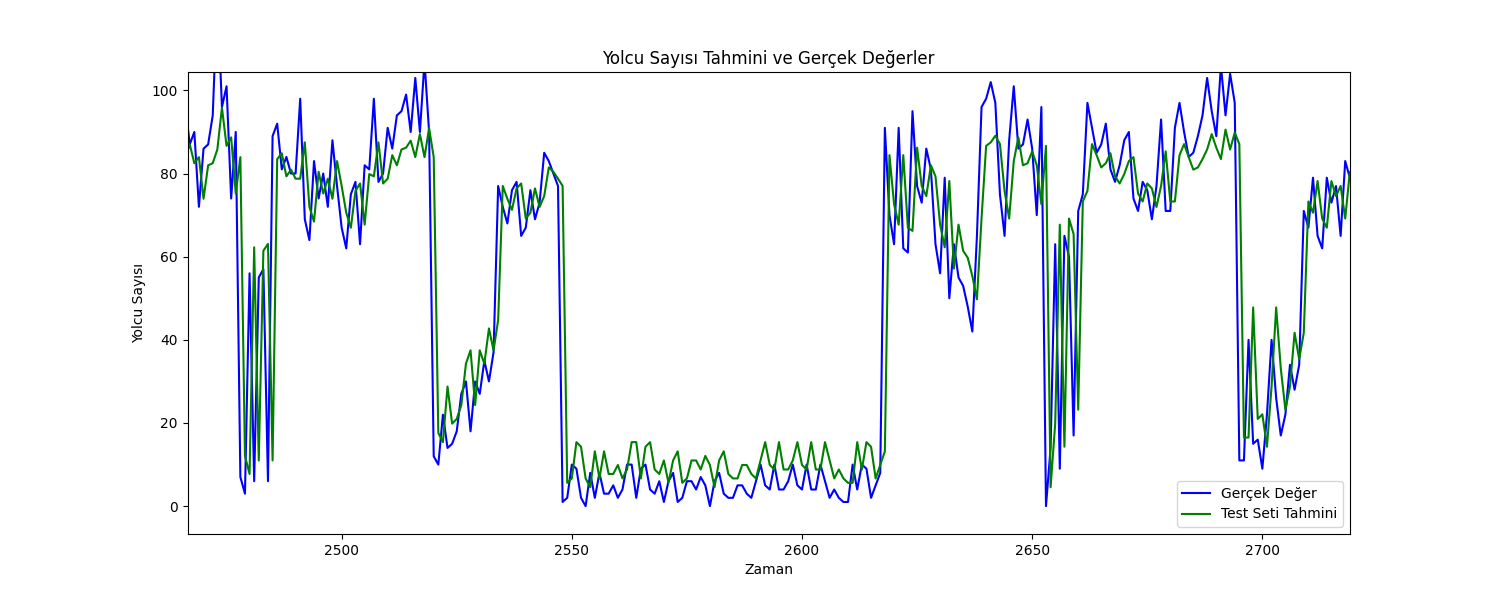 Yolcu Sayısı Tahmini ve Gerçek Değerler
100
80
60
40
20
0
Yolcu Sayısı
2500
2550
2600
2650
2700
Zaman
Gerçek Değer
Test Seti Tahmini